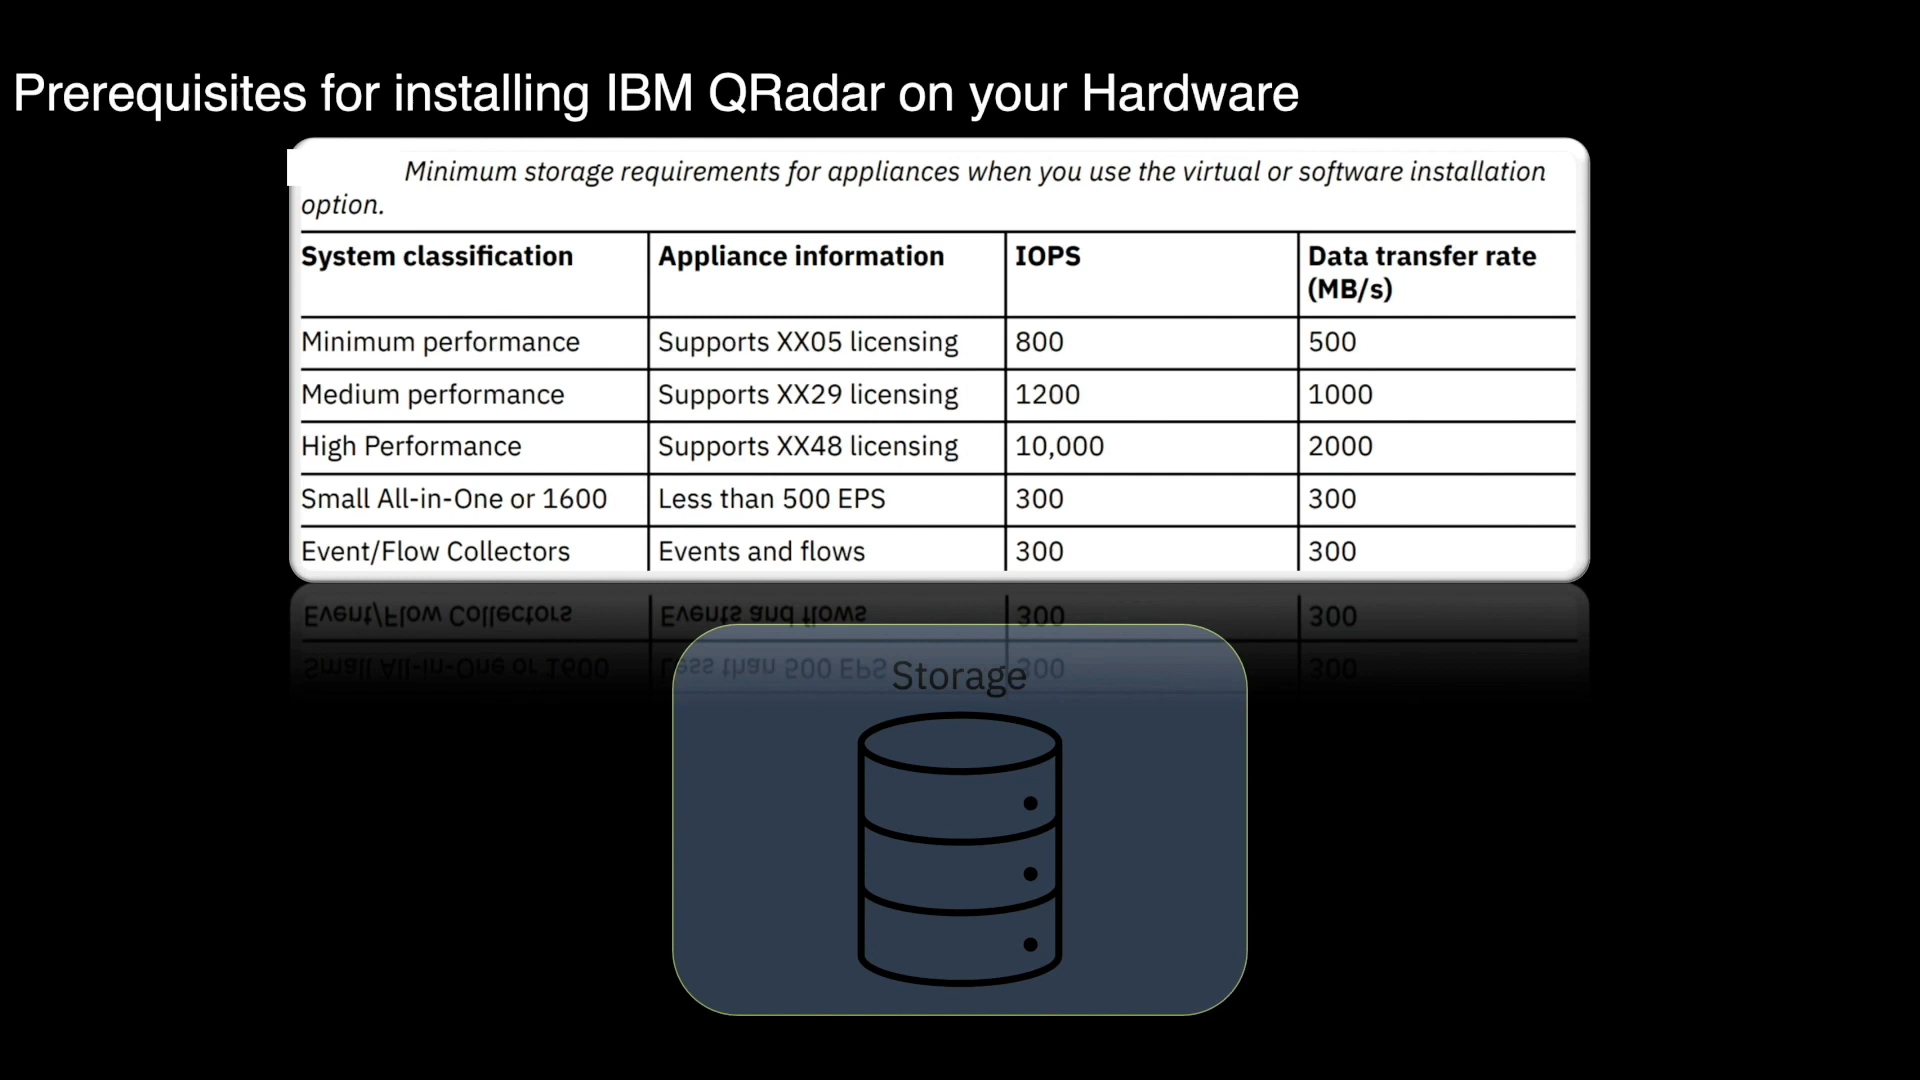 Prerequisites for installing IBM QRadar on your Hardware
Minimum storage requirements for appliances when you use the virtual or software installation
option.
System classification Appliance information IOPS Data transfer rate
(MB/s)
Minimum performance Supports XX05 licensing 800 500
Medium performance Supports XX29 licensing 1200 1000
High Performance Supports XX48 licensing 10,000 2000
Small All-in-One or 1600 Less than 500 EPS 300 300
Event/Flow Collectors Events and flows 300 300
Storage